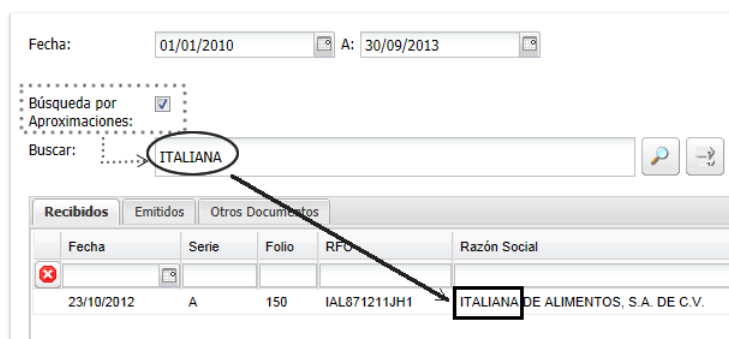 Fecha: 01/01/2010 A: 30/09/2013
Búsqueda por
Aproximaciones:
Buscar: ITALIANA
Recibidos Emitidos Otros Documentos
Fecha Serie Folio RFC Razón Social
23/10/2012 A 150 IAL871211JH1 ITALIANA DE ALIMENTOS, S.A. DE C.V.